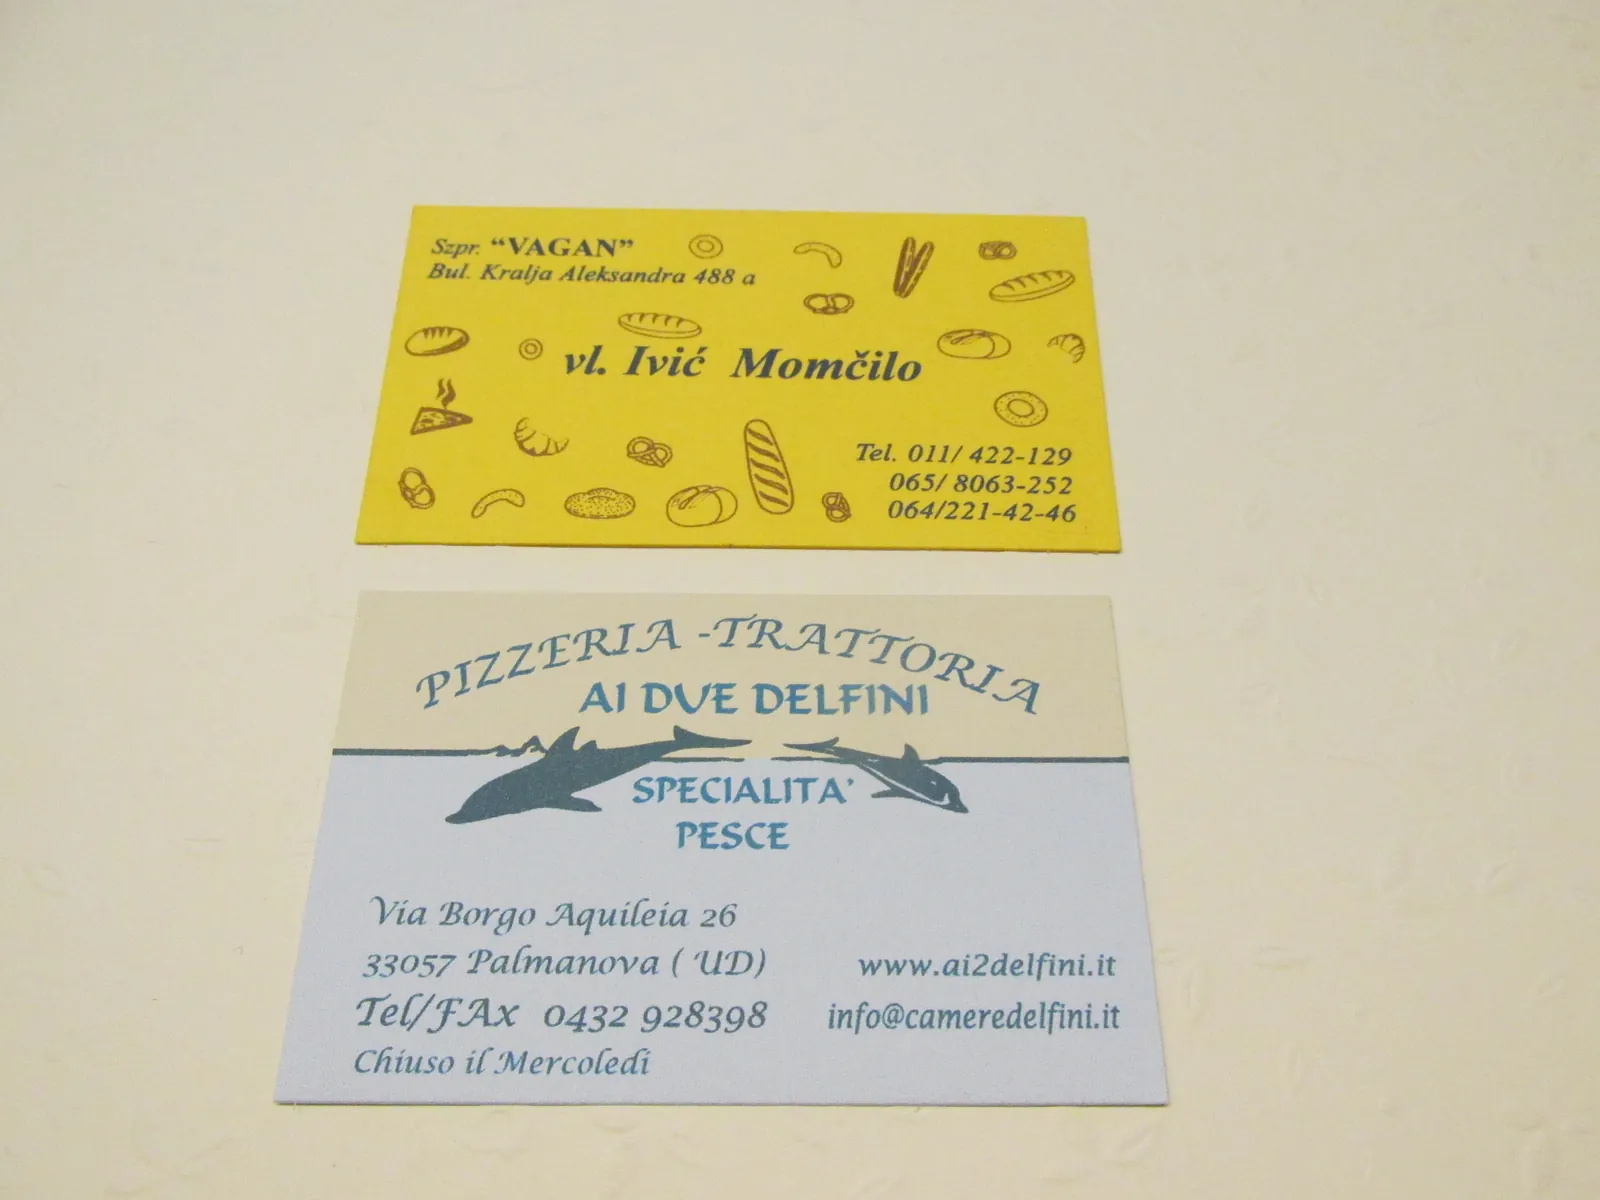 Szpr. “VAGAN”
Bul. Kralja Aleksandra 488 a
vl. Ivić Momčilo
Tel. 011/ 422-129
065/ 8063-252
064/221-42-46
PIZZERIA -TRATTORIA
AI DUE DELFINI
SPECIALITA'
PESCE
Via Borgo Aquileia 26
33057 Palmanova ( UD)
Tel/FAx 0432 928398
Chiuso il Mercoledi
www.ai2delfini.it
info@cameredelfini.it